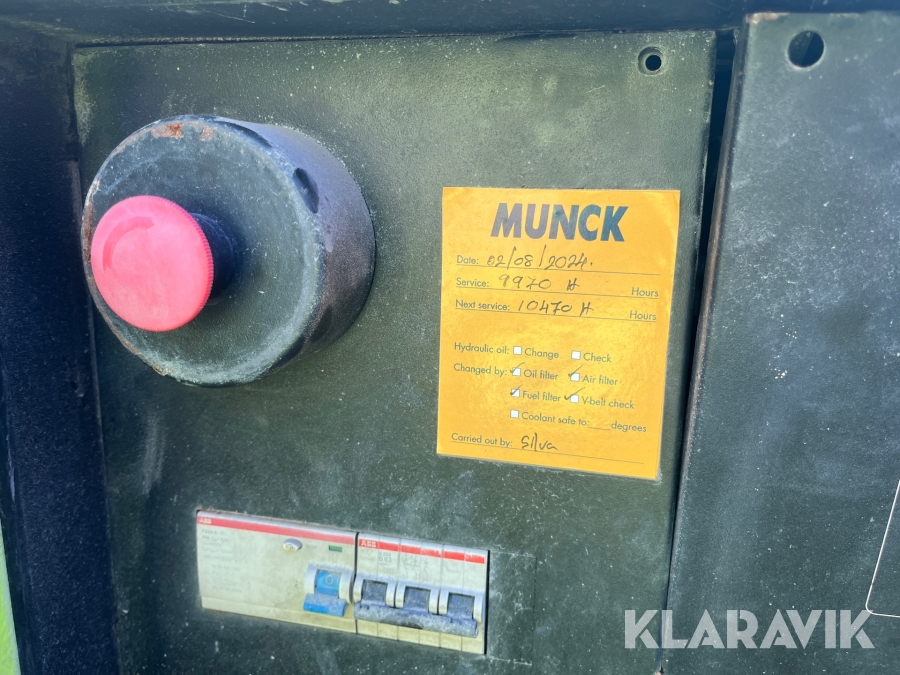 MUNCK
Date: 02/08/2024.
Service: 9970 H Hours
Next service: 10470 H Hours
Hydraulic oil: Change Check
Changed by: Oil filter Air filter
Fuel filter V-belt check
Coolant safe to: degrees
Carried out by: Silva
ABB
ABB
KLARAVIK